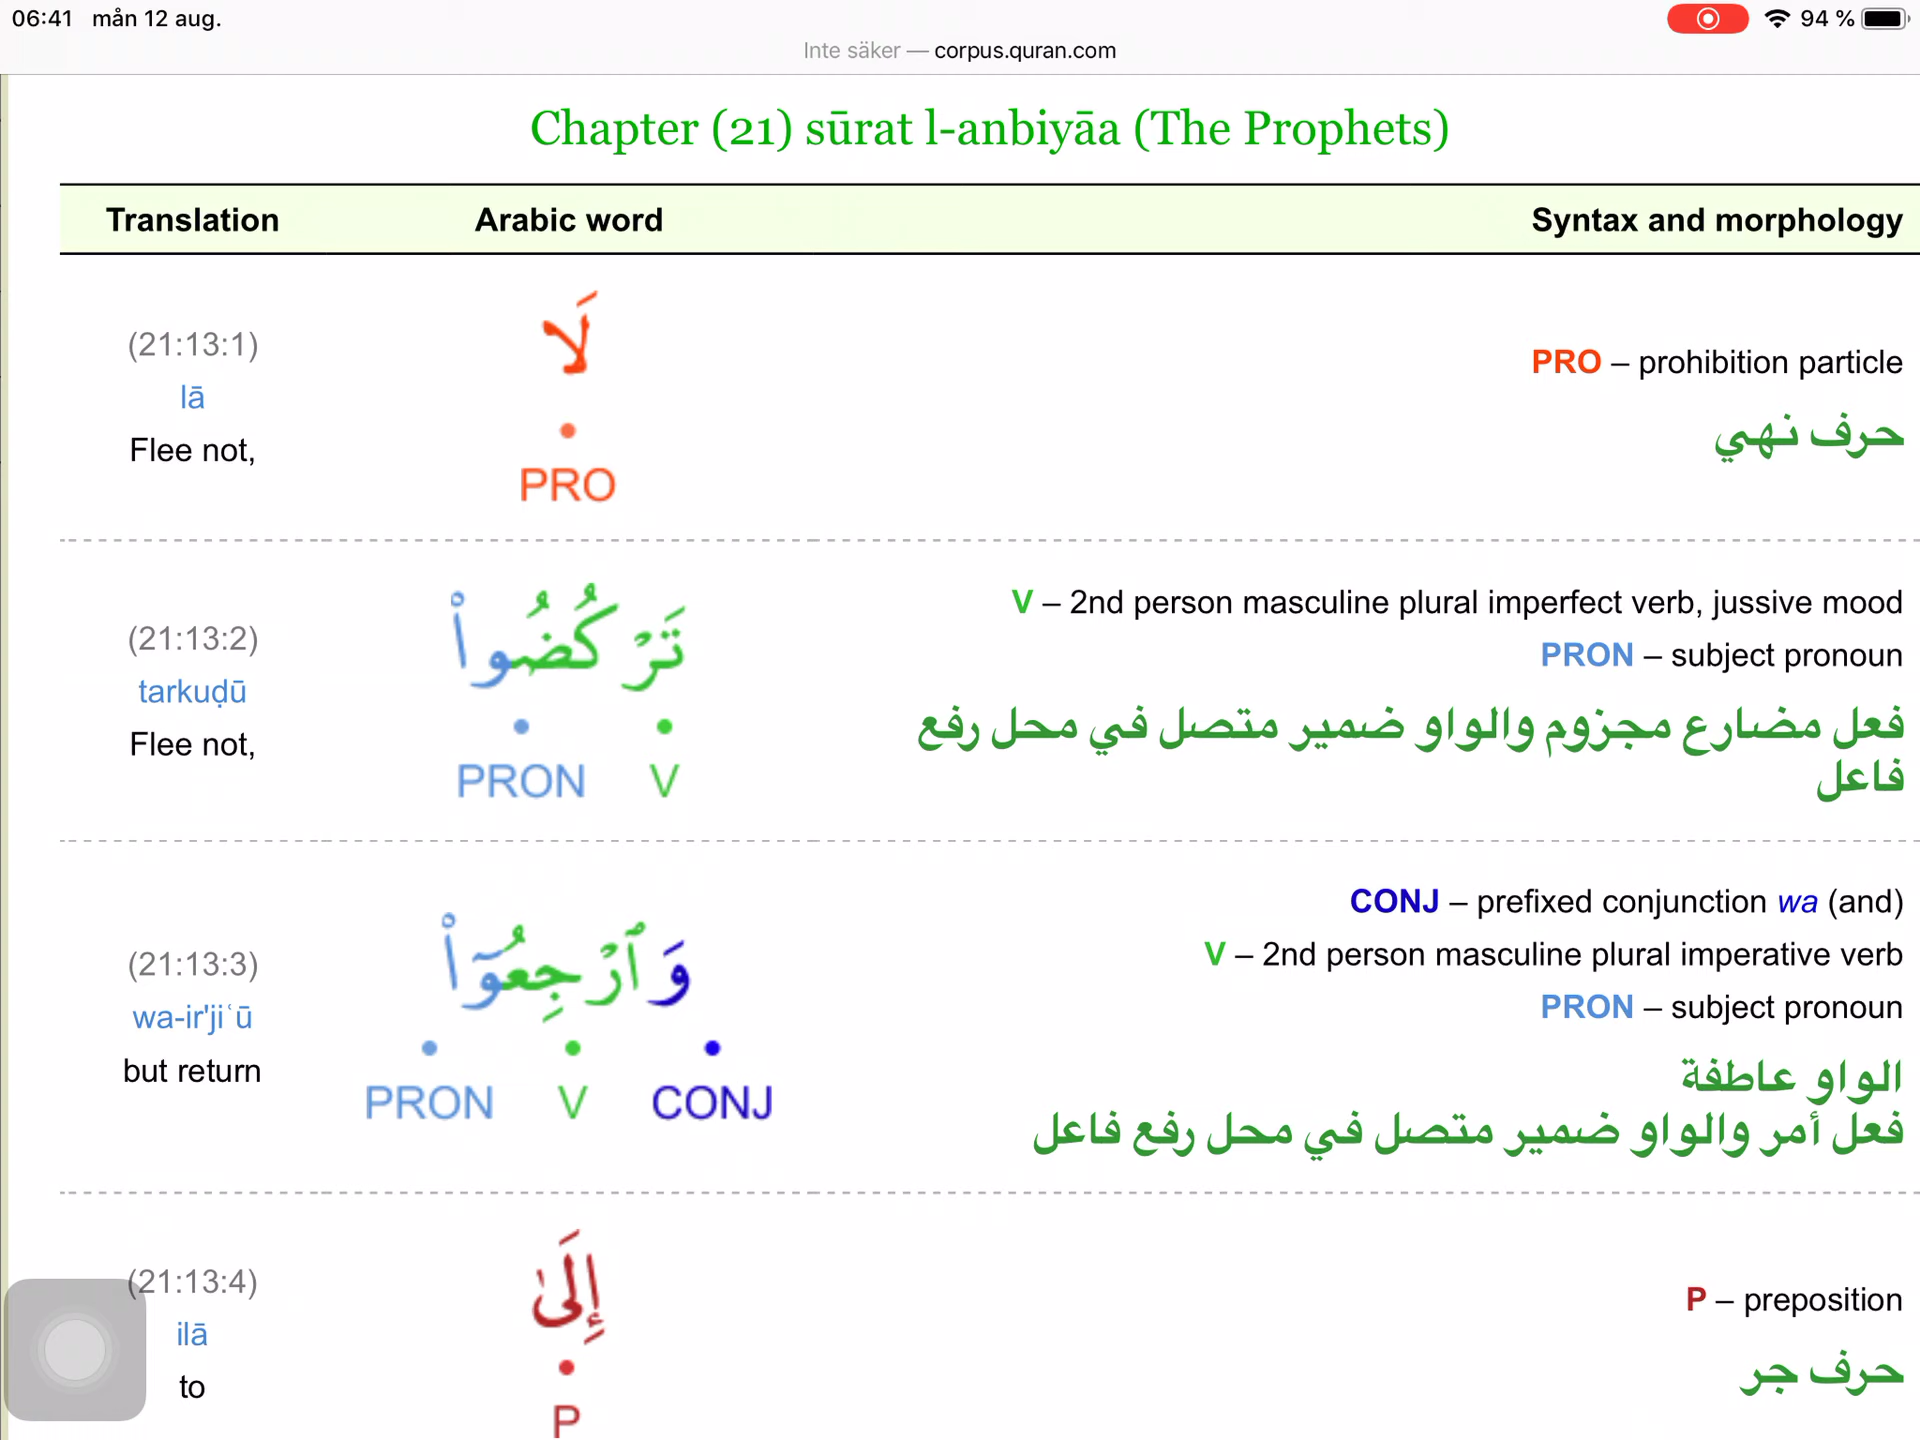 06:41 mån 12 aug. 94 %
Inte säker — corpus.quran.com
Chapter (21) sūrat l-anbiyāa (The Prophets)
Translation Arabic word Syntax and morphology
(21:13:1)
lā
Flee not,
لَا
PRO
PRO – prohibition particle
حرف نهي
(21:13:2)
tarkuḍū
Flee not,
تَرْكُضُوا۟
PRON V
V – 2nd person masculine plural imperfect verb, jussive mood
PRON – subject pronoun
فعل مضارع مجزوم والواو ضمير متصل في محل رفع
فاعل
(21:13:3)
wa-ir'jiʿū
but return
وَٱرْجِعُوٓا۟
PRON V CONJ
CONJ – prefixed conjunction wa (and)
V – 2nd person masculine plural imperative verb
PRON – subject pronoun
الواو عاطفة
فعل أمر والواو ضمير متصل في محل رفع فاعل
(21:13:4)
ilā
to
إِلَىٰ
P
P – preposition
حرف جر